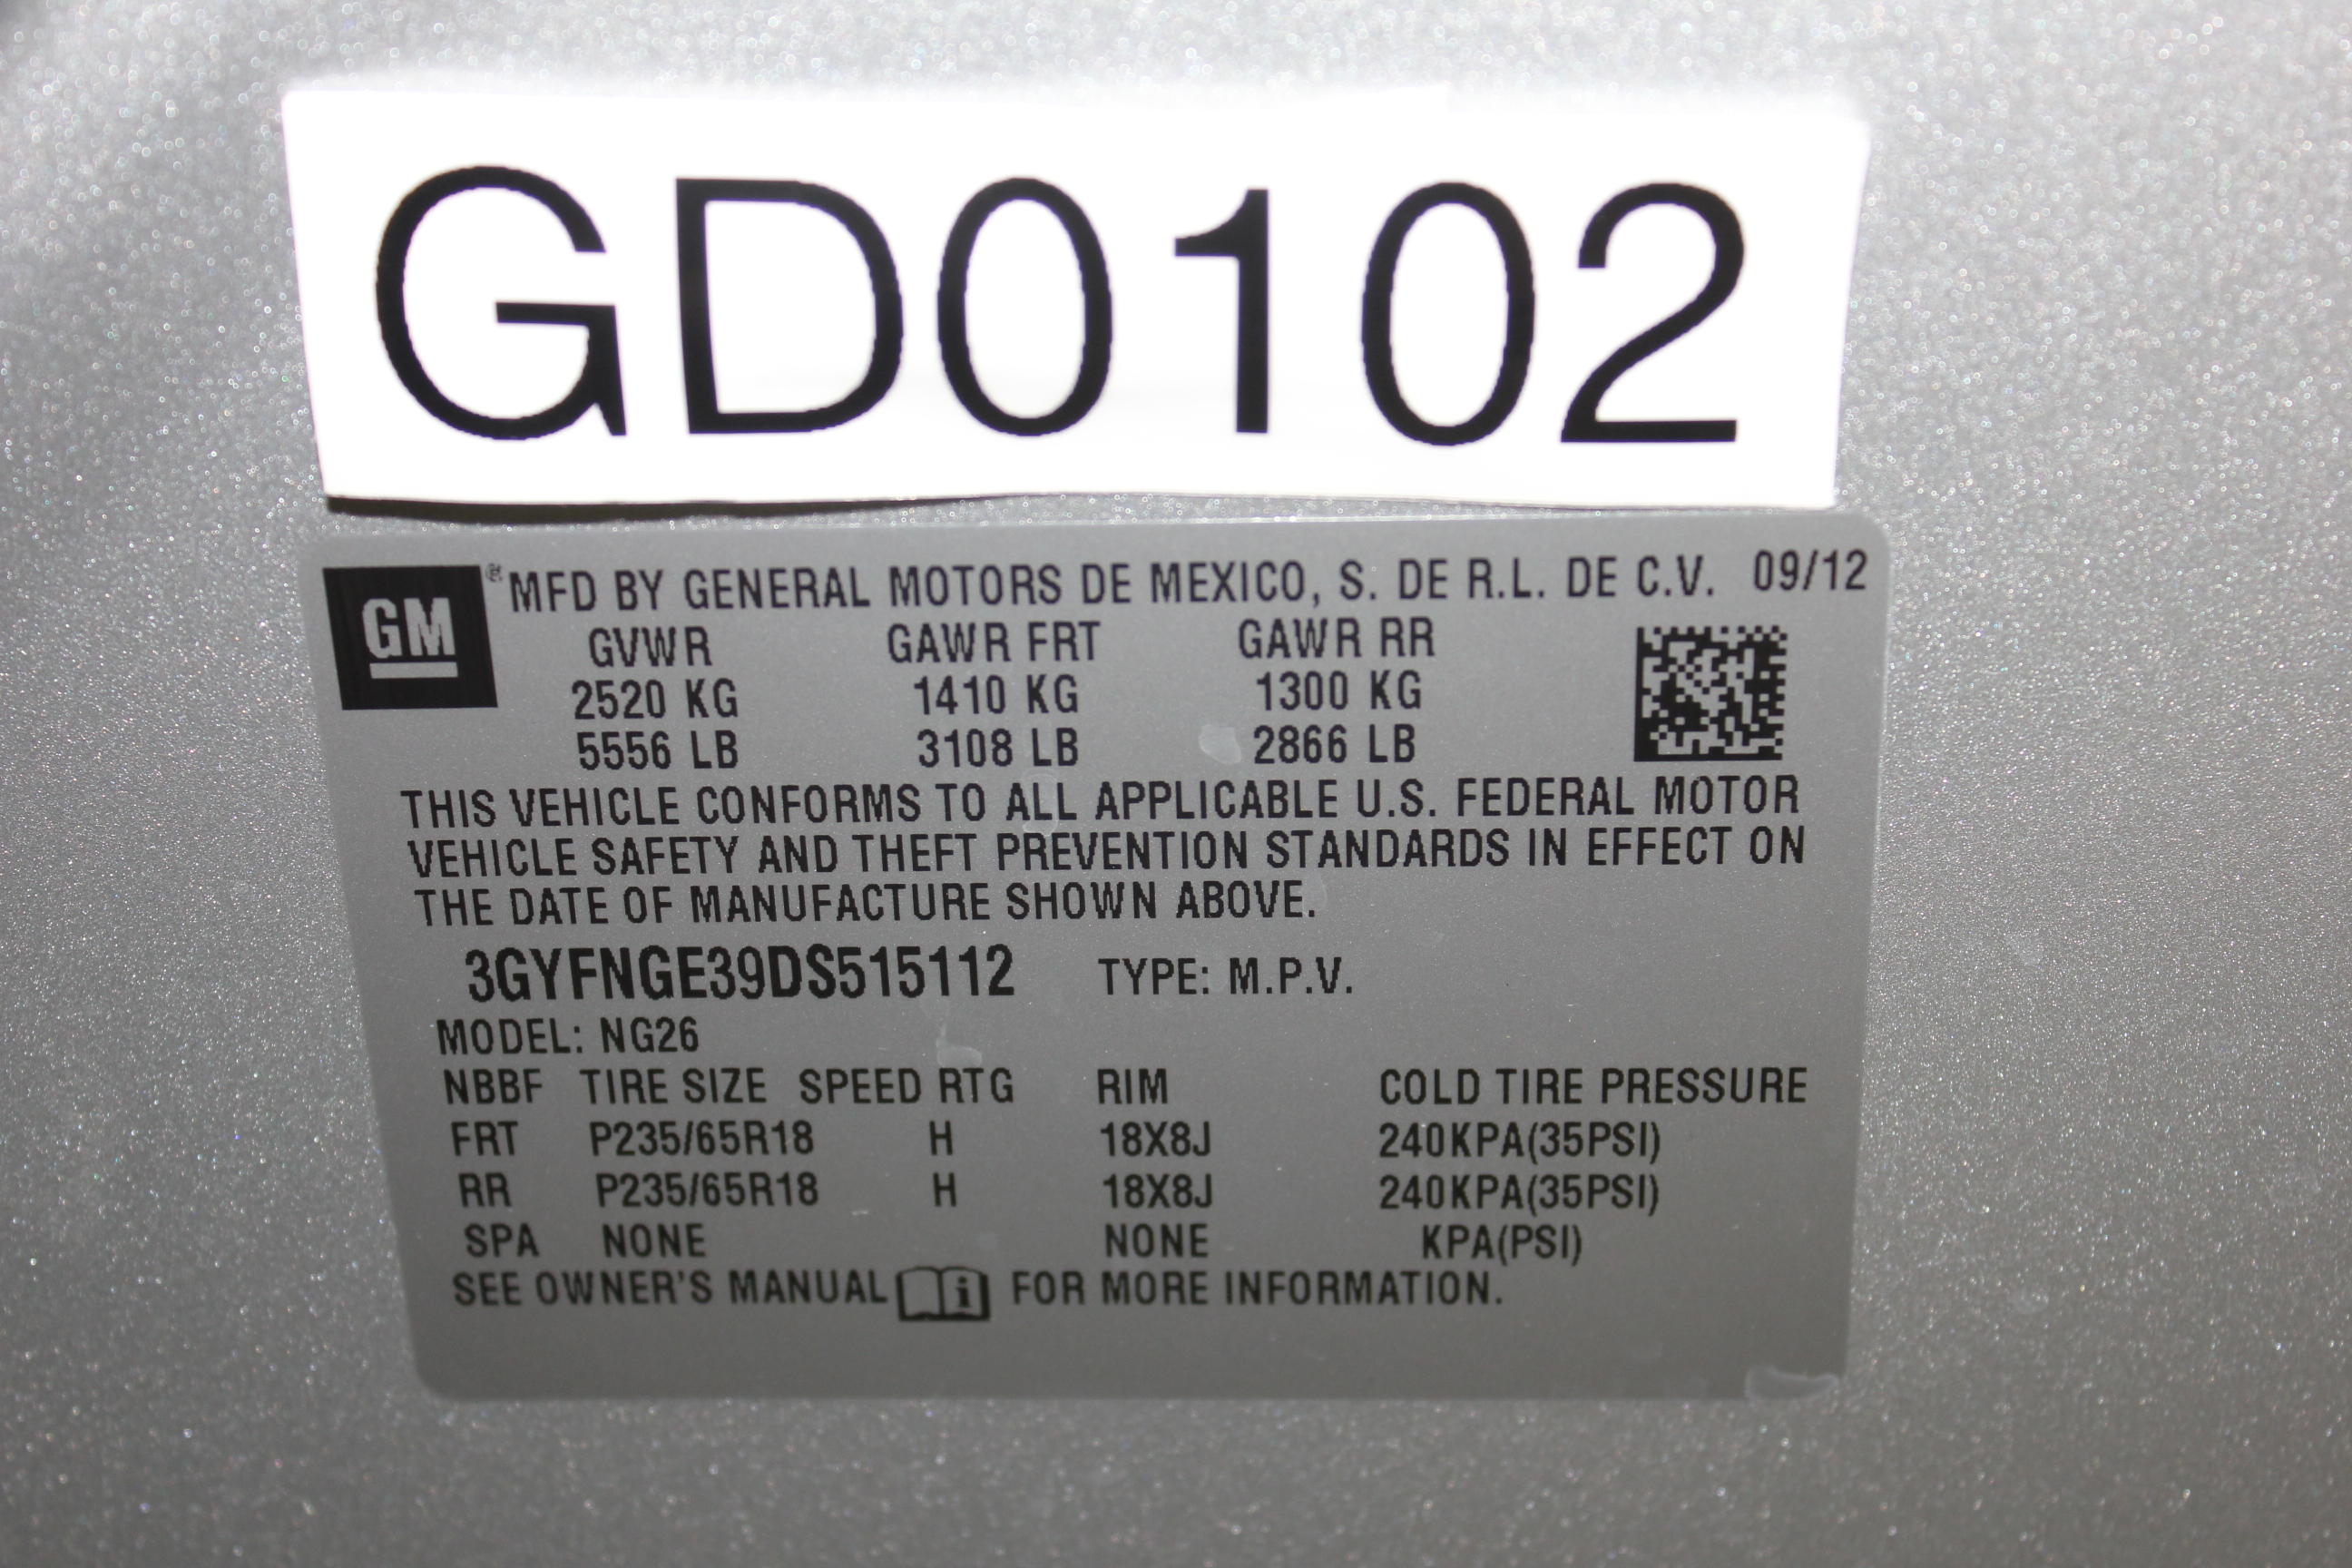 GD0102
GM ® MFD BY GENERAL MOTORS DE MEXICO, S. DE R.L. DE C.V. 09/12
GVWR GAWR FRT GAWR RR
2520 KG 1410 KG 1300 KG
5556 LB 3108 LB 2866 LB
THIS VEHICLE CONFORMS TO ALL APPLICABLE U.S. FEDERAL MOTOR
VEHICLE SAFETY AND THEFT PREVENTION STANDARDS IN EFFECT ON
THE DATE OF MANUFACTURE SHOWN ABOVE.
3GYFNGE39DS515112 TYPE: M.P.V.
MODEL: NG26
NBBF TIRE SIZE SPEED RTG RIM COLD TIRE PRESSURE
FRT P235/65R18 H 18X8J 240KPA(35PSI)
RR P235/65R18 H 18X8J 240KPA(35PSI)
SPA NONE NONE KPA(PSI)
SEE OWNER'S MANUAL i FOR MORE INFORMATION.